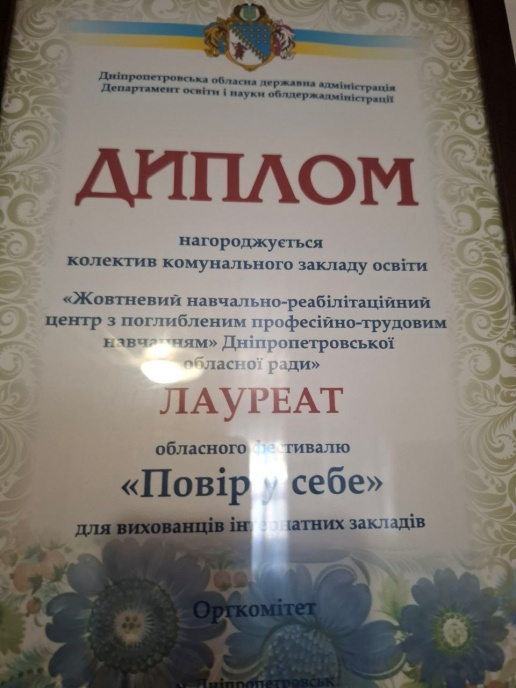 Дніпропетровська обласна державна адміністрація
Департамент освіти і науки облдержадміністрації
ДИПЛОМ
нагороджується
колектив комунального закладу освіти
«Жовтневий навчально-реабілітаційний
центр з поглибленим професійно-трудовим
навчанням» Дніпропетровської
обласної ради»
ЛАУРЕАТ
обласного фестивалю
«Повір у себе»
для вихованців інтернатних закладів
Оргкомітет
м.Дніпропетровськ